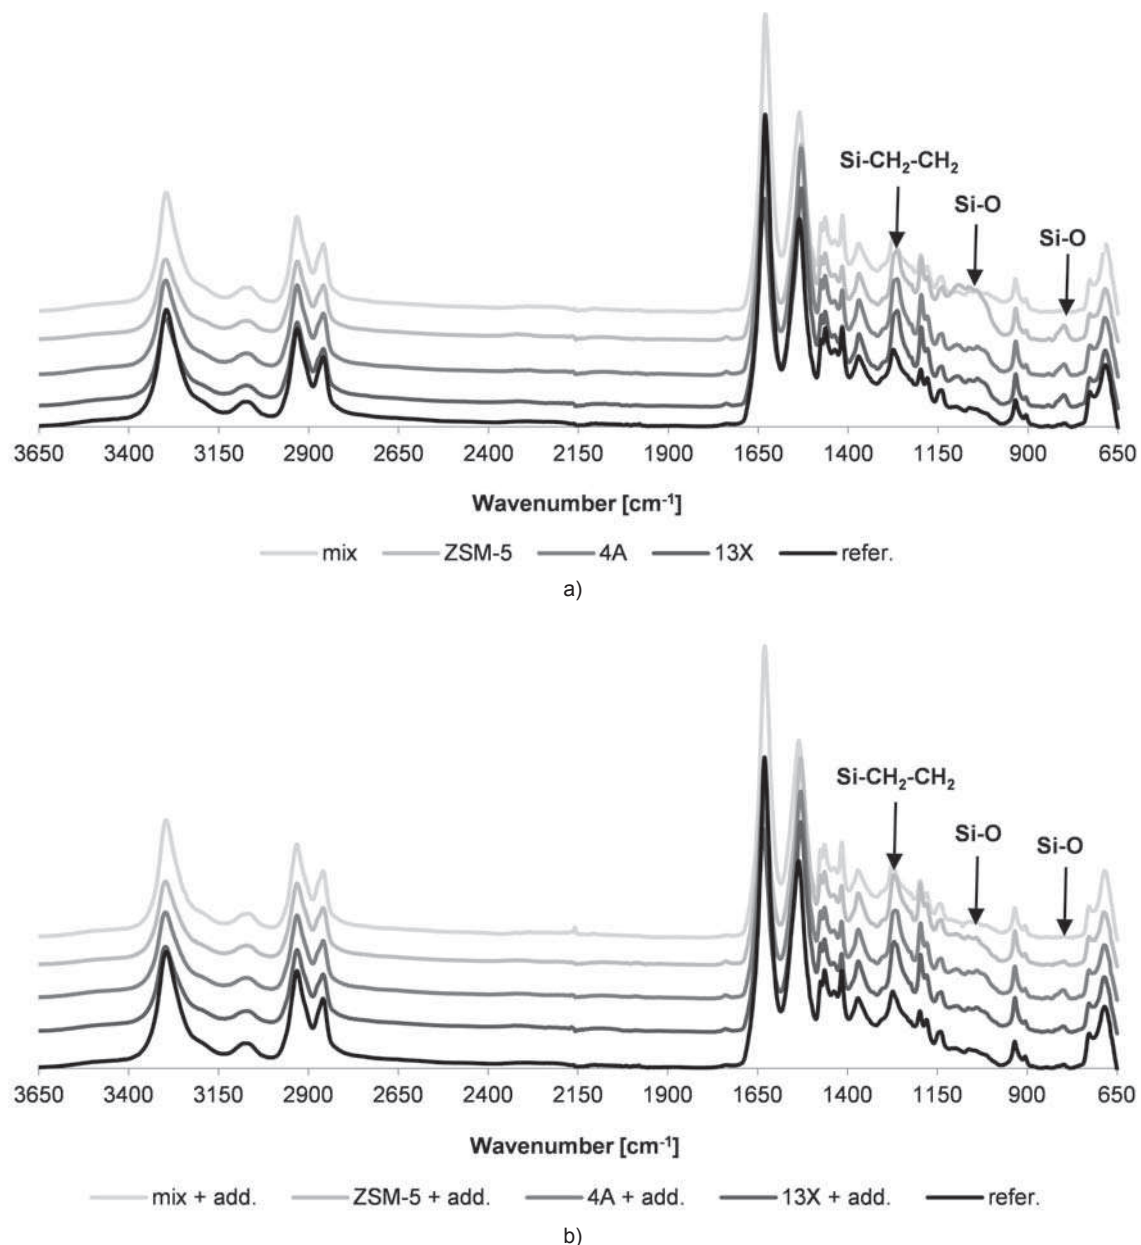 Si-CH₂-CH₂
Si-O
Si-O
3650 3400 3150 2900 2650 2400 2150 1900 1650 1400 1150 900 650
Wavenumber [cm⁻¹]
mix ZSM-5 4A 13X refer.
a)
Si-CH₂-CH₂
Si-O
Si-O
3650 3400 3150 2900 2650 2400 2150 1900 1650 1400 1150 900 650
Wavenumber [cm⁻¹]
mix + add. ZSM-5 + add. 4A + add. 13X + add. refer.
b)